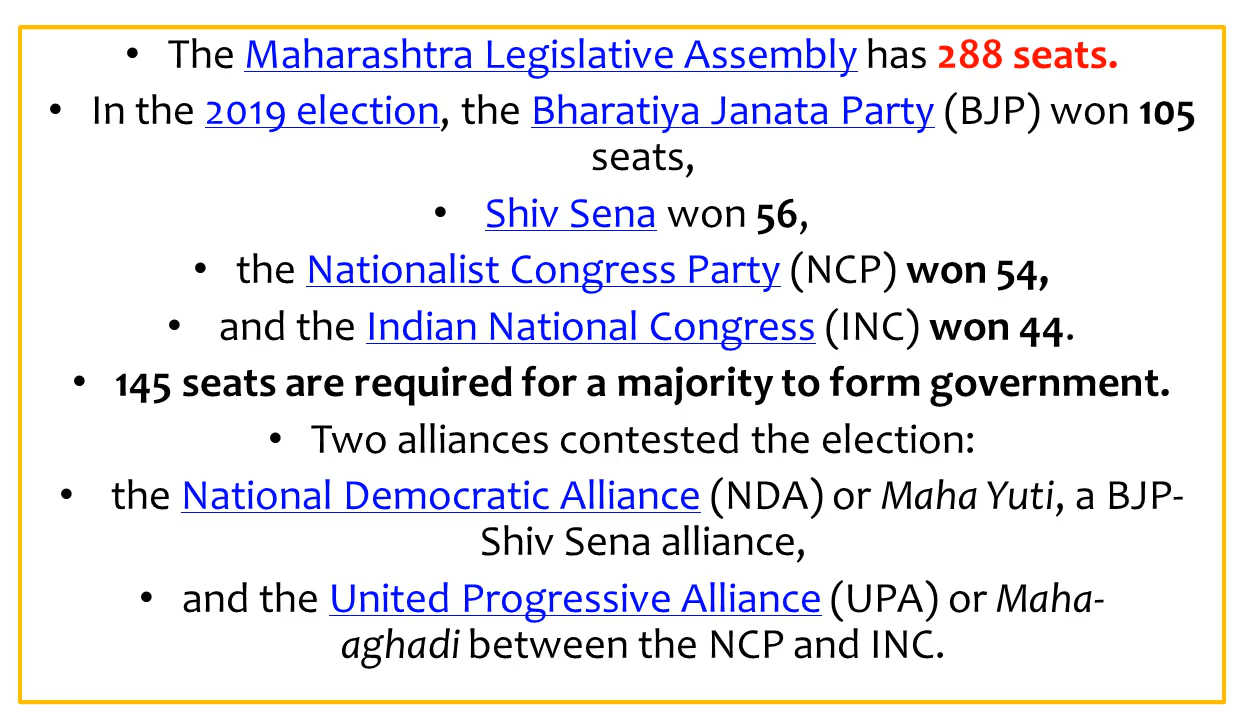 • The Maharashtra Legislative Assembly has 288 seats.
• In the 2019 election, the Bharatiya Janata Party (BJP) won 105
seats,
• Shiv Sena won 56,
• the Nationalist Congress Party (NCP) won 54,
• and the Indian National Congress (INC) won 44.
• 145 seats are required for a majority to form government.
• Two alliances contested the election:
• the National Democratic Alliance (NDA) or Maha Yuti, a BJP-
Shiv Sena alliance,
• and the United Progressive Alliance (UPA) or Maha-
aghadi between the NCP and INC.